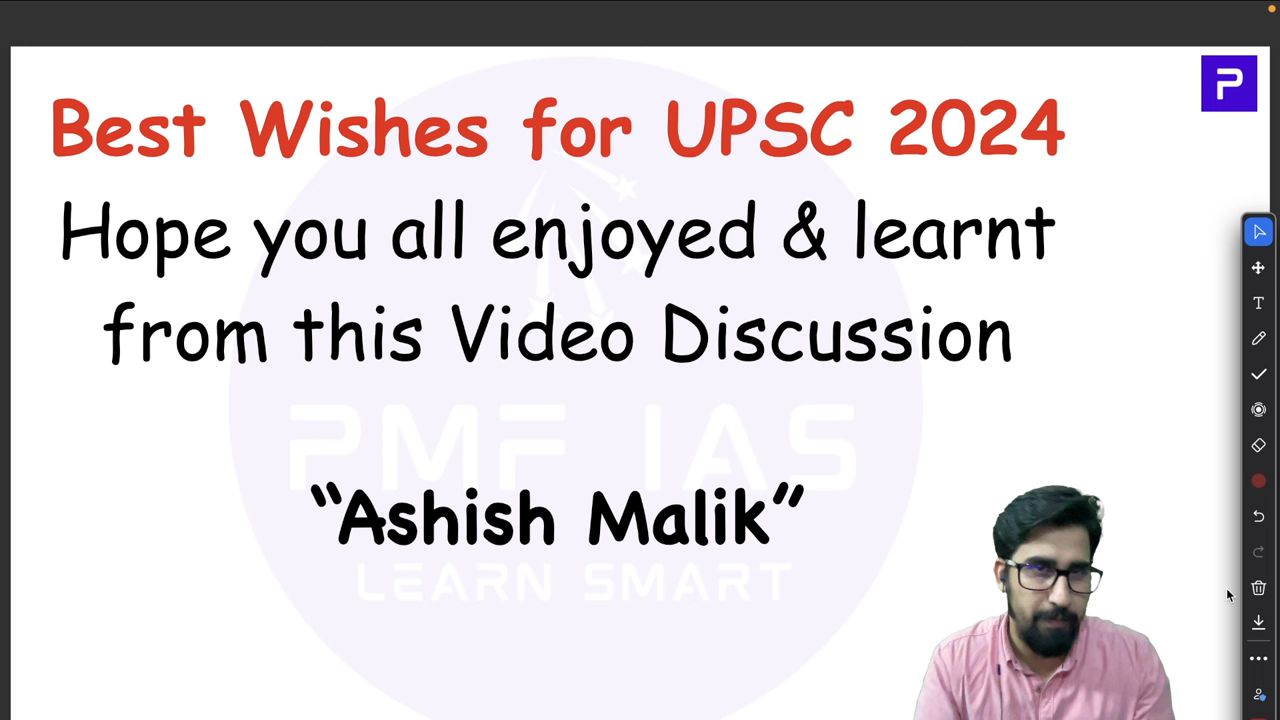 Best Wishes for UPSC 2024
P
Hope you all enjoyed & learnt
from this Video Discussion
PMF IAS
“Ashish Malik”
LEARN SMART
T